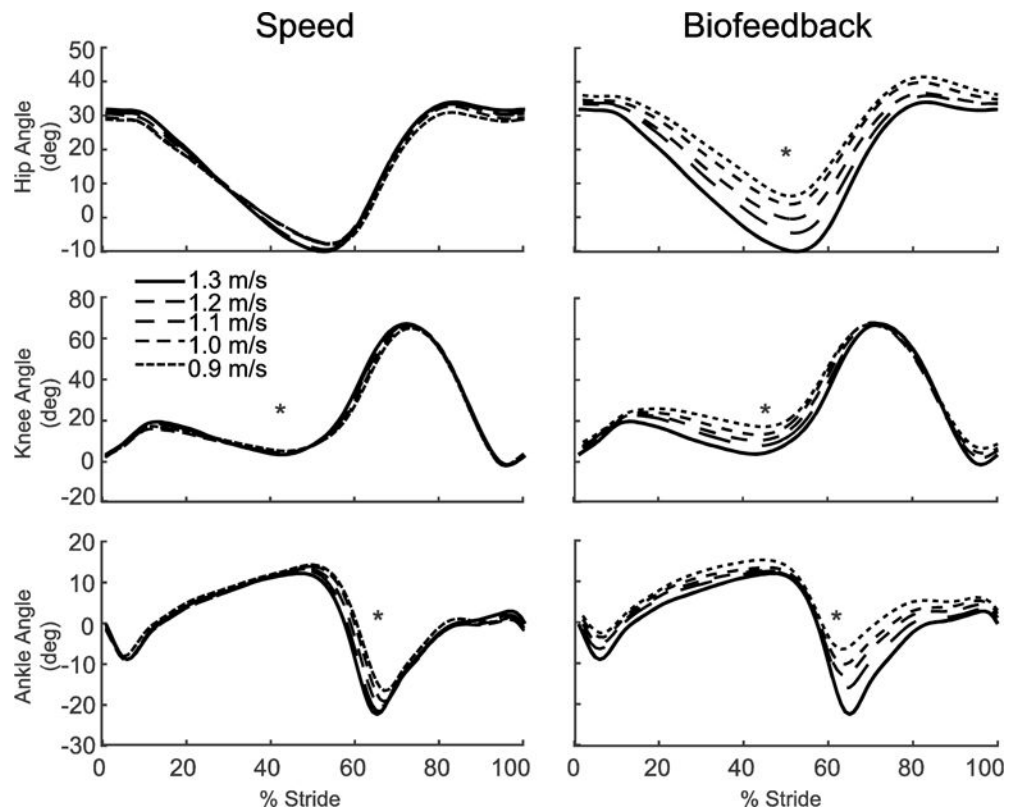 Speed
Biofeedback
Hip Angle
(deg)
50
40
30
20
10
0
-10
*
1.3 m/s
1.2 m/s
1.1 m/s
1.0 m/s
0.9 m/s
Knee Angle
(deg)
80
60
40
20
0
-20
*
*
Ankle Angle
(deg)
20
10
0
-10
-20
-30
*
*
0 20 40 60 80 100
0 20 40 60 80 100
% Stride
% Stride